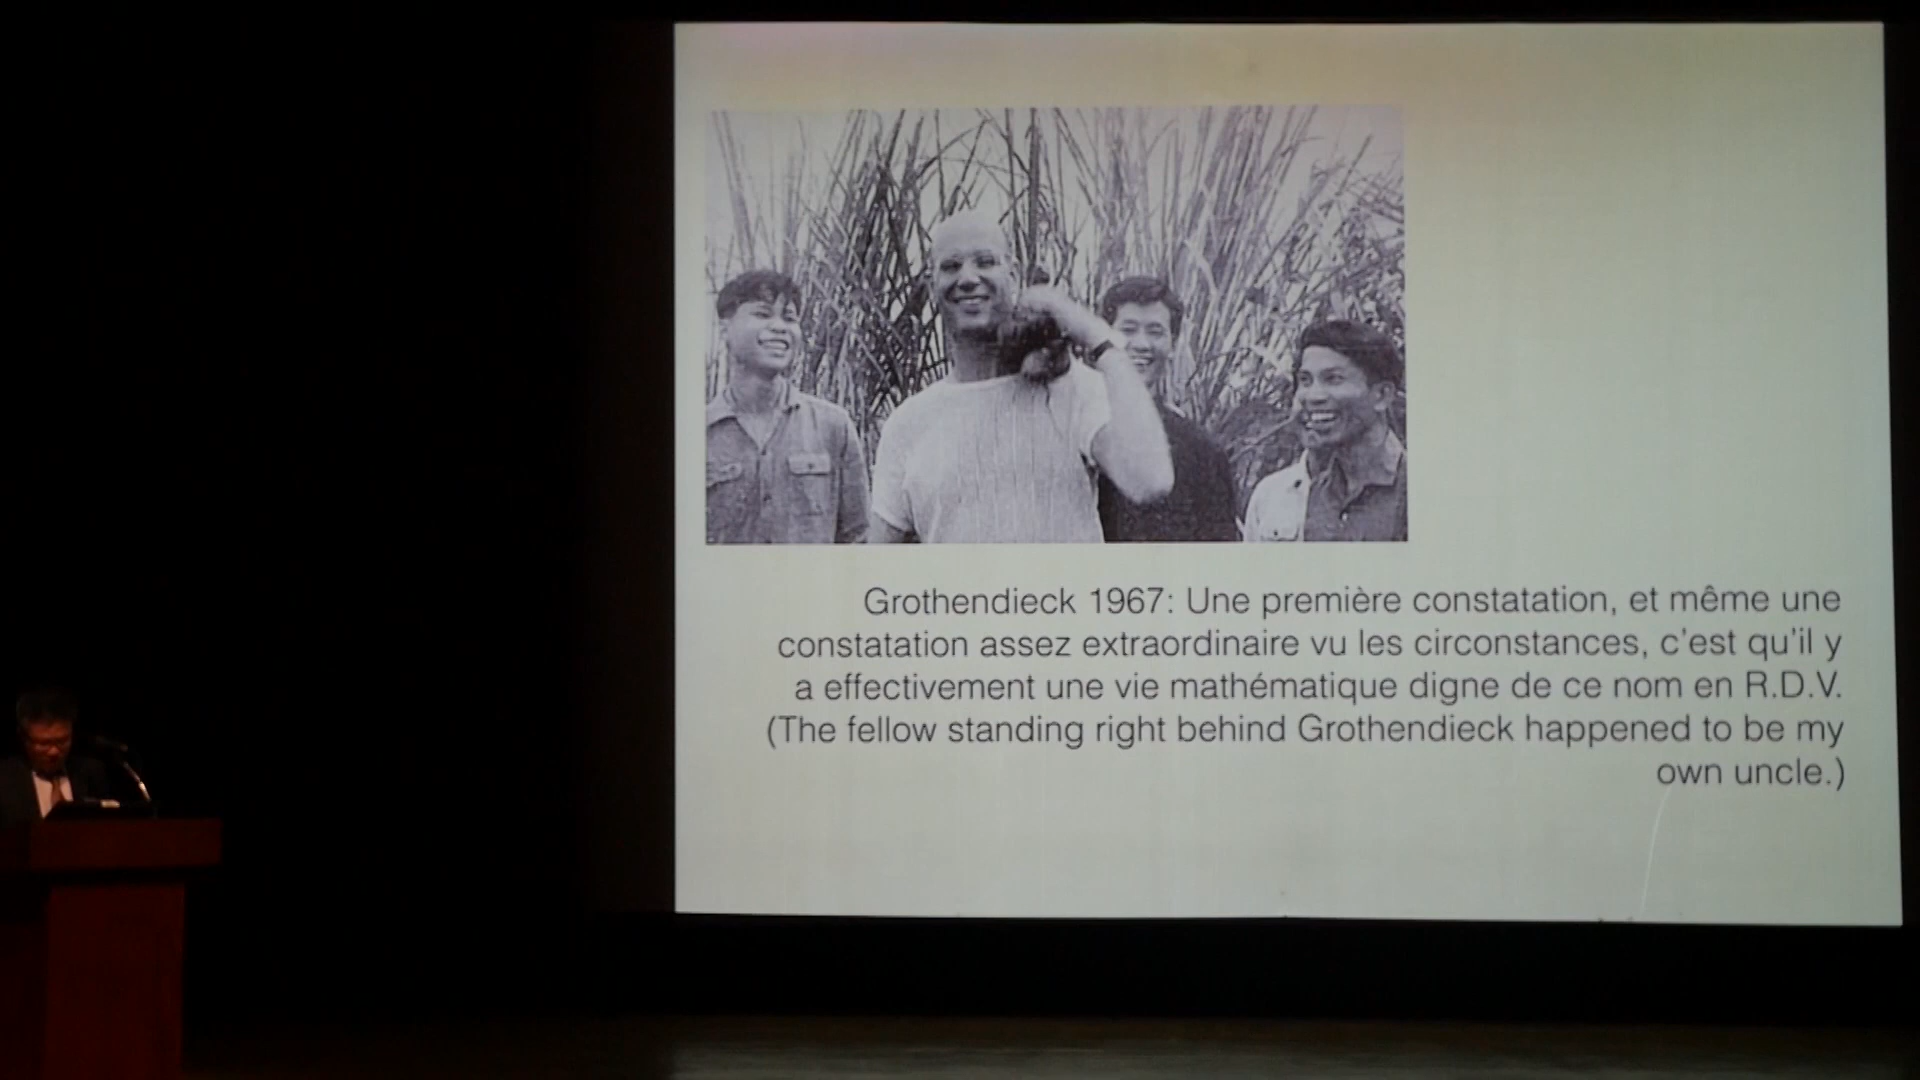 Grothendieck 1967: Une première constatation, et même une
constatation assez extraordinaire vu les circonstances, c'est qu'il y
a effectivement une vie mathématique digne de ce nom en R.D.V.
(The fellow standing right behind Grothendieck happened to be my
own uncle.)